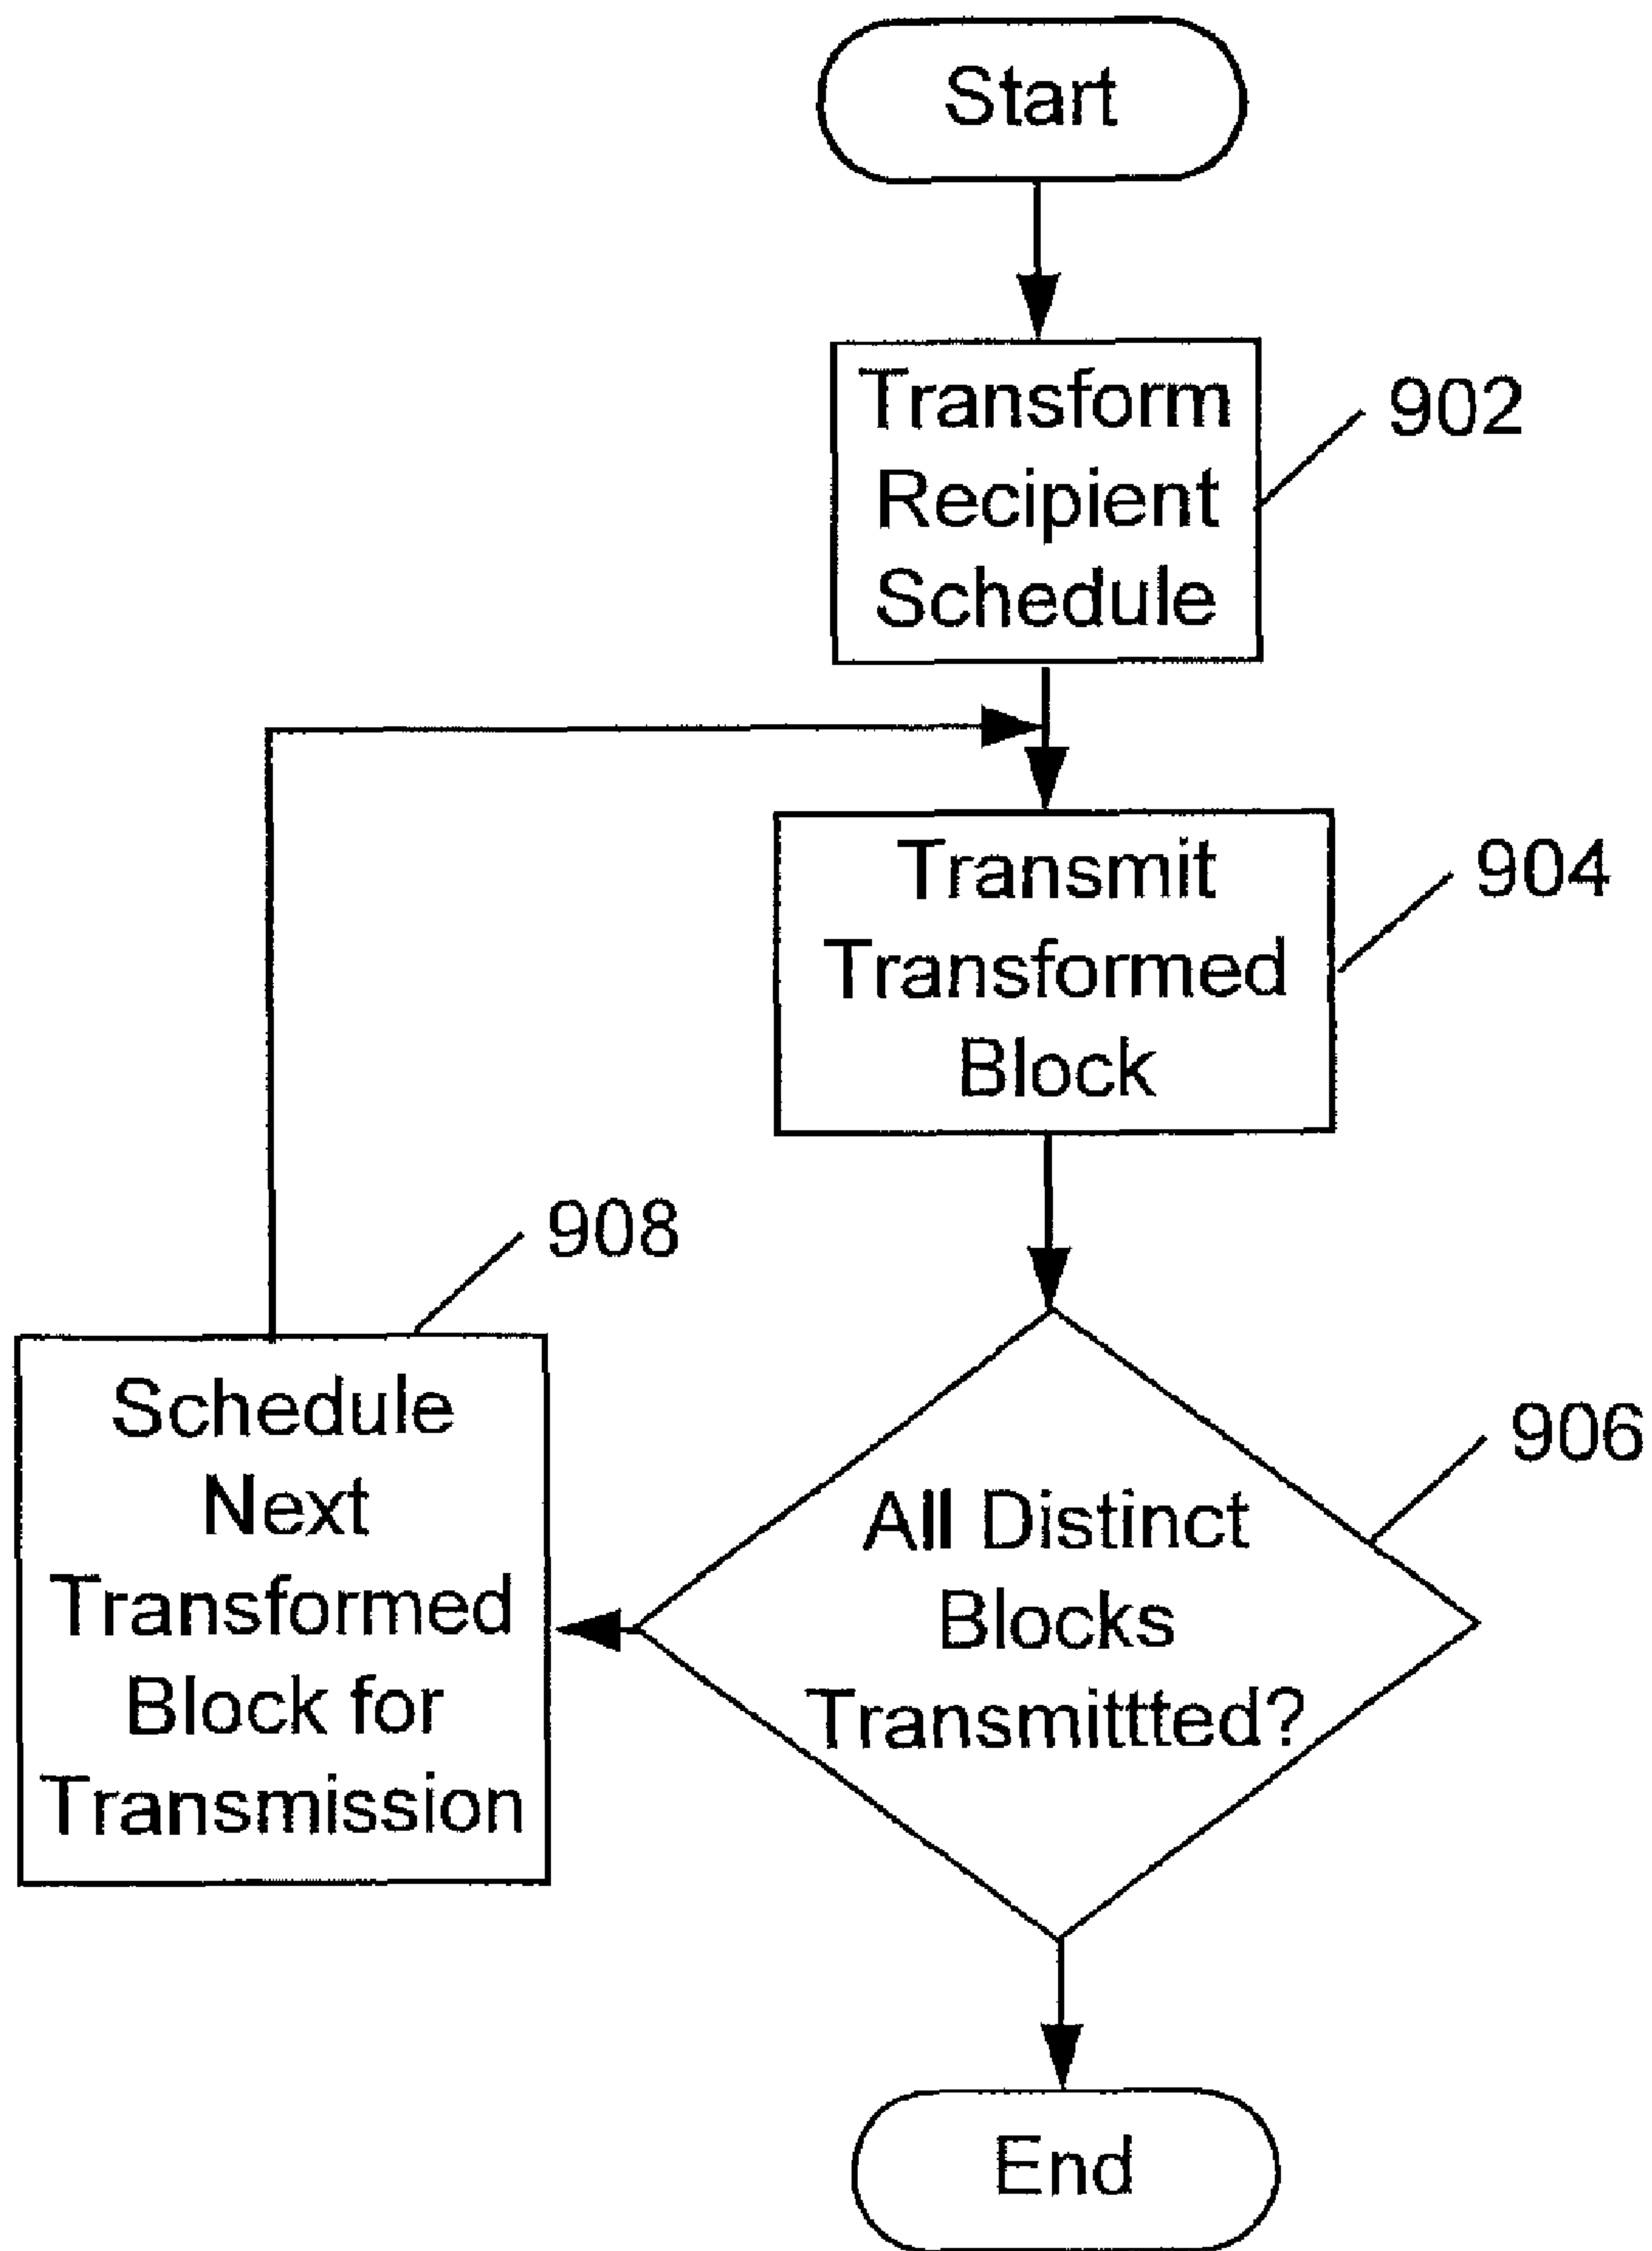 Start
Transform
Recipient
Schedule
902
Transmit
Transformed
Block
904
908
Schedule
Next
Transformed
Block for
Transmission
906
All Distinct
Blocks
Transmittted?
End